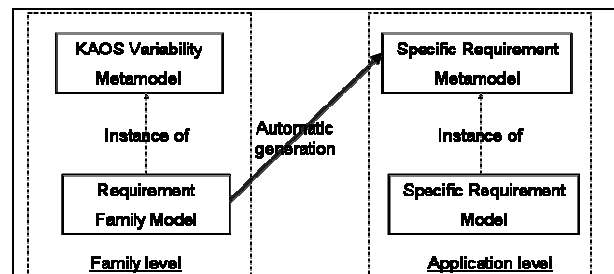 KAOS Variability
Metamodel
Specific Requirement
Metamodel
Instance of
Automatic
generation
Instance of
Requirement
Family Model
Specific Requirement
Model
Family level
Application level